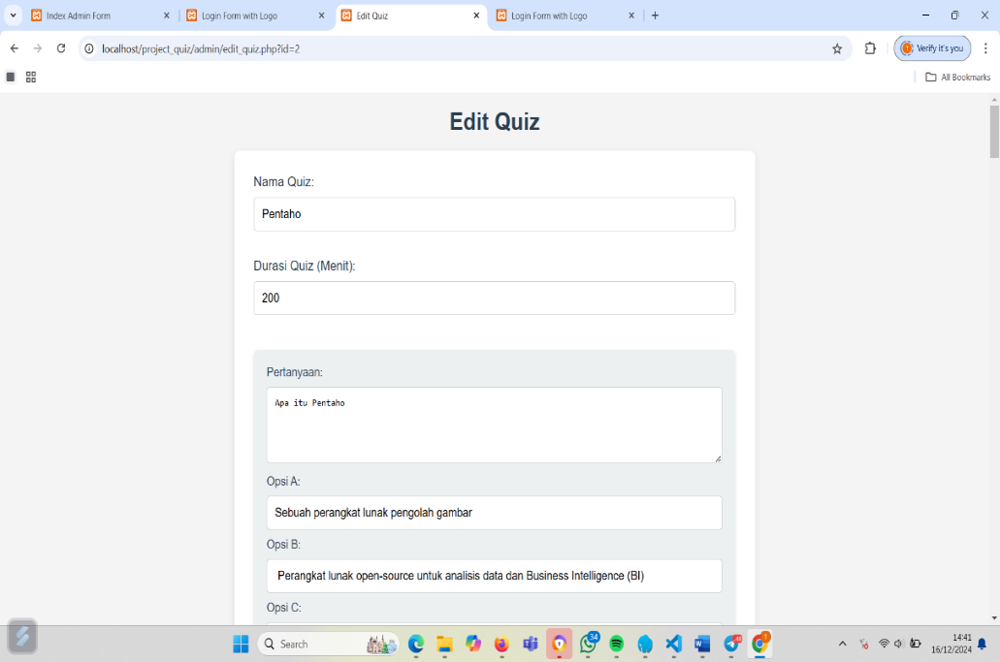 Index Admin Form
Login Form with Logo
Edit Quiz
Login Form with Logo
localhost/project_quiz/admin/edit_quiz.php?id=2
Verify it's you
All Bookmarks
Edit Quiz
Nama Quiz:
Pentaho
Durasi Quiz (Menit):
200
Pertanyaan:
Apa itu Pentaho
Opsi A:
Sebuah perangkat lunak pengolah gambar
Opsi B:
Perangkat lunak open-source untuk analisis data dan Business Intelligence (BI)
Opsi C:
Search
34
14:41
16/12/2024